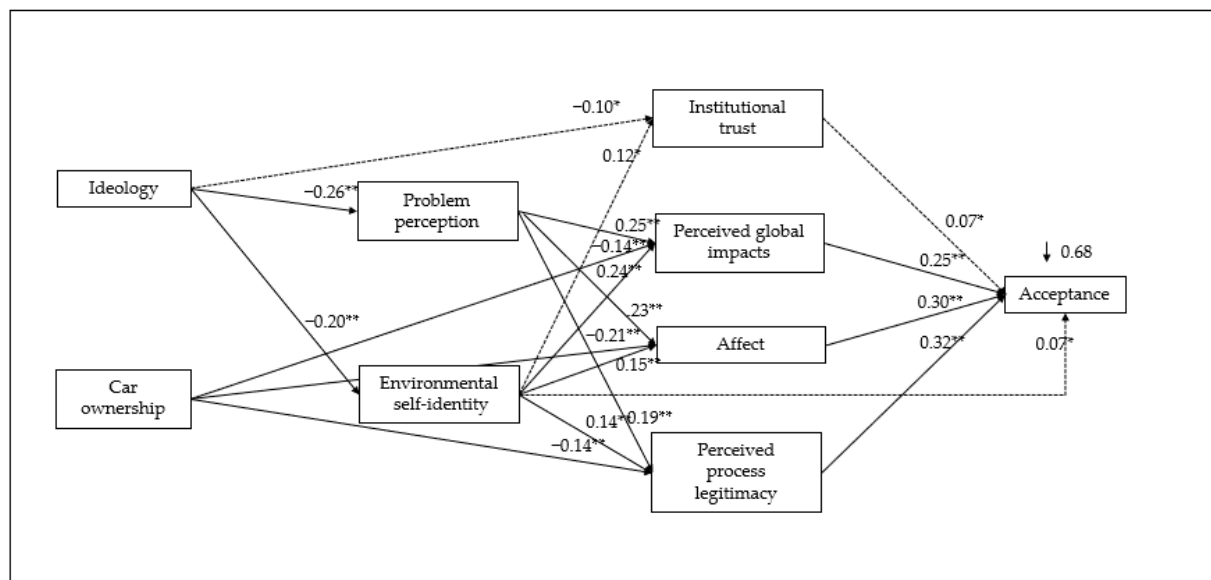 Institutional
trust
−0.10*
0.12*
Ideology
−0.26**
Problem
perception
0.07*
0.25**
−0.14**
0.24**
Perceived global
impacts
0.25**
0.68
Acceptance
−0.20**
.23**
0.30**
−0.21**
Affect
0.32**
0.07*
0.15**
Car
ownership
Environmental
self-identity
0.14**
0.19**
−0.14**
Perceived
process
legitimacy